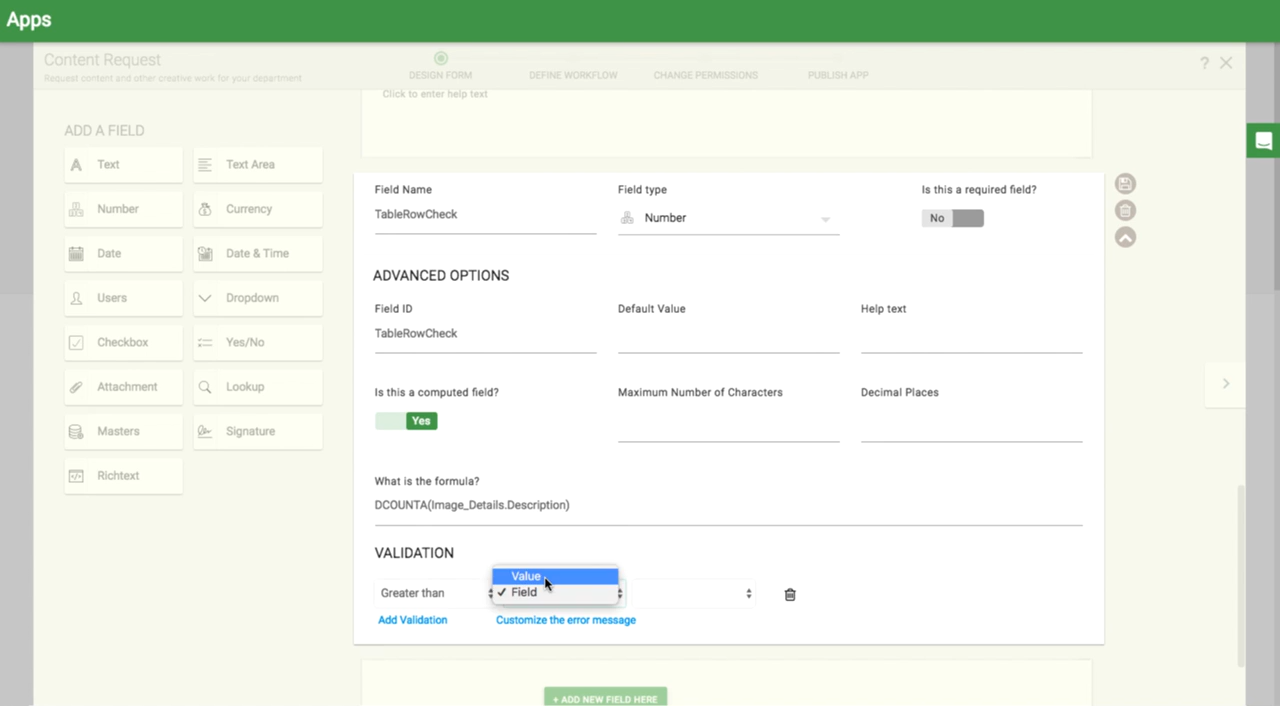 Apps
Content Request
Request content and other creative work for your department
DESIGN FORM
DEFINE WORKFLOW
CHANGE PERMISSIONS
PUBLISH APP
?
Click to enter help text
ADD A FIELD
Text
Text Area
Number
Currency
Date
Date & Time
Users
Dropdown
Checkbox
Yes/No
Attachment
Lookup
Masters
Signature
Richtext
Field Name
Field type
Is this a required field?
TableRowCheck
Number
No
ADVANCED OPTIONS
Field ID
Default Value
Help text
TableRowCheck
Is this a computed field?
Maximum Number of Characters
Decimal Places
Yes
What is the formula?
DCOUNTA(Image_Details.Description)
VALIDATION
Value
Greater than
✓ Field
Add Validation
Customize the error message
+ ADD NEW FIELD HERE